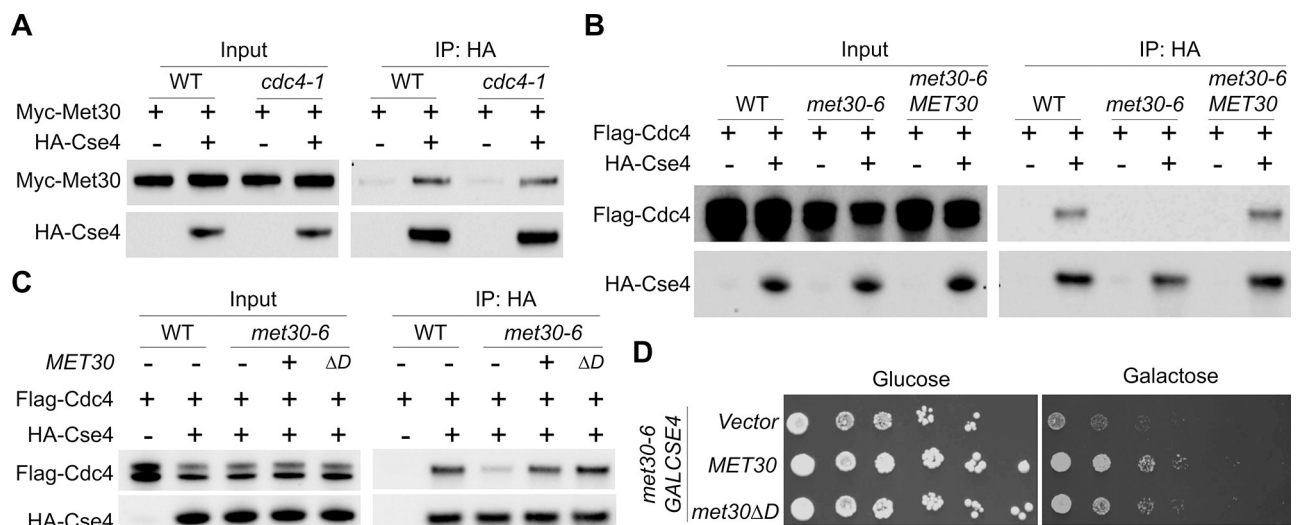 A
Input IP: HA
WT cdc4-1 WT cdc4-1
Myc-Met30 + + + + + + + +
HA-Cse4 - + - + - + - +
Myc-Met30
HA-Cse4
B
Input IP: HA
WT met30-6 met30-6 MET30 WT met30-6 met30-6 MET30
Flag-Cdc4 + + + + + + + + + + + +
HA-Cse4 - + - + - + - + - + - +
Flag-Cdc4
HA-Cse4
C
Input IP: HA
WT met30-6 WT met30-6
MET30 - - - + ΔD - - - + ΔD
Flag-Cdc4 + + + + + + + + + +
HA-Cse4 - + + + + - + + + +
Flag-Cdc4
HA-Cse4
D
Glucose Galactose
met30-6
GALCSE4
Vector
MET30
met30ΔD